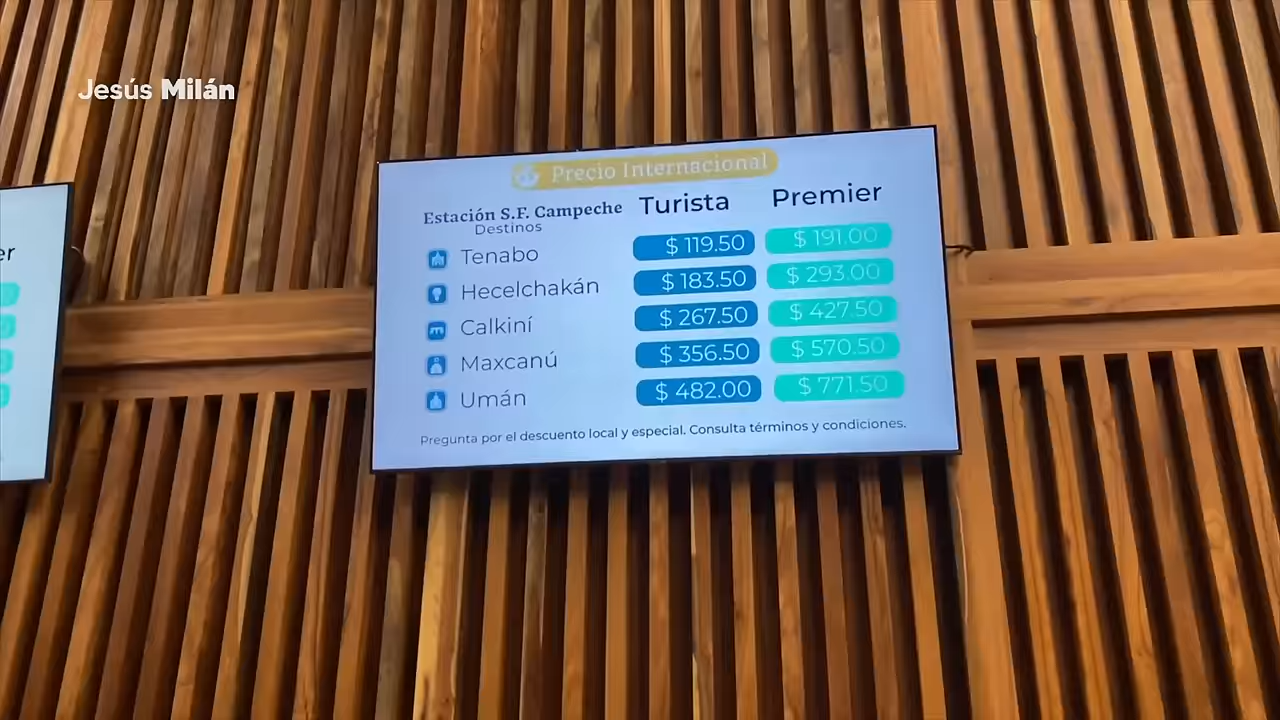 Jesús Milán
Precio Internacional
Estación S.F. Campeche Turista Premier
Destinos
Tenabo $ 119.50 $ 191.00
Hecelchakán $ 183.50 $ 293.00
Calkiní $ 267.50 $ 427.50
Maxcanú $ 356.50 $ 570.50
Umán $ 482.00 $ 771.50
Pregunta por el descuento local y especial. Consulta términos y condiciones.